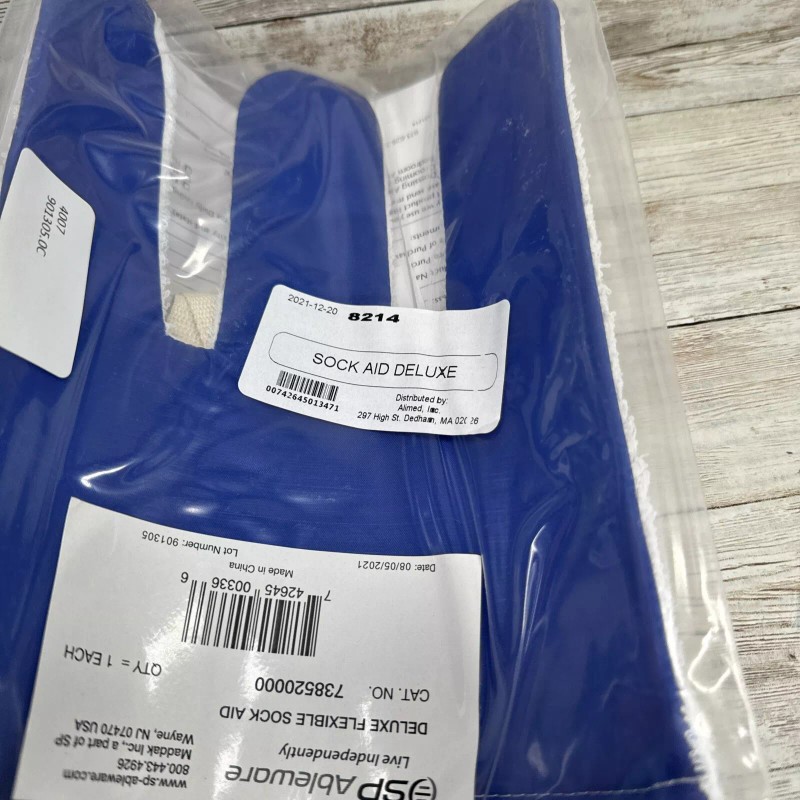 4007
901305.0C
2021-12-20 8214
SOCK AID DELUXE
00742645013471
Distributed by:
Alimed, Inc.
297 High St. Dedham, MA 02026
SP Ableware
Live Independently
www.sp-ableware.com
800.443.4926
Maddak Inc., a part of SP
Wayne, NJ 07470 USA
DELUXE FLEXIBLE SOCK AID
CAT. NO. 738520000
QTY = 1 EACH
7 42645 00336 6
Made in China
Date: 08/05/2021
Lot Number: 901305